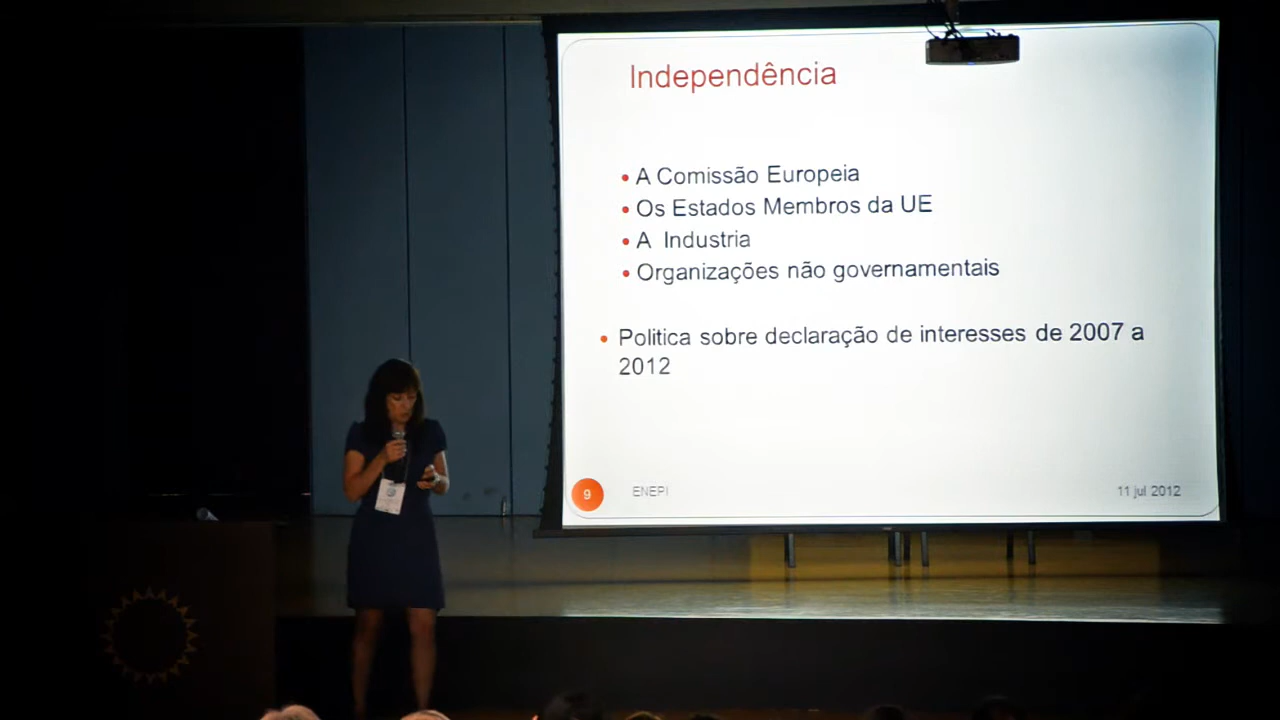 Independência
A Comissão Europeia
Os Estados Membros da UE
A Industria
Organizações não governamentais
Politica sobre declaração de interesses de 2007 a
2012
9
ENEPI
11 jul 2012